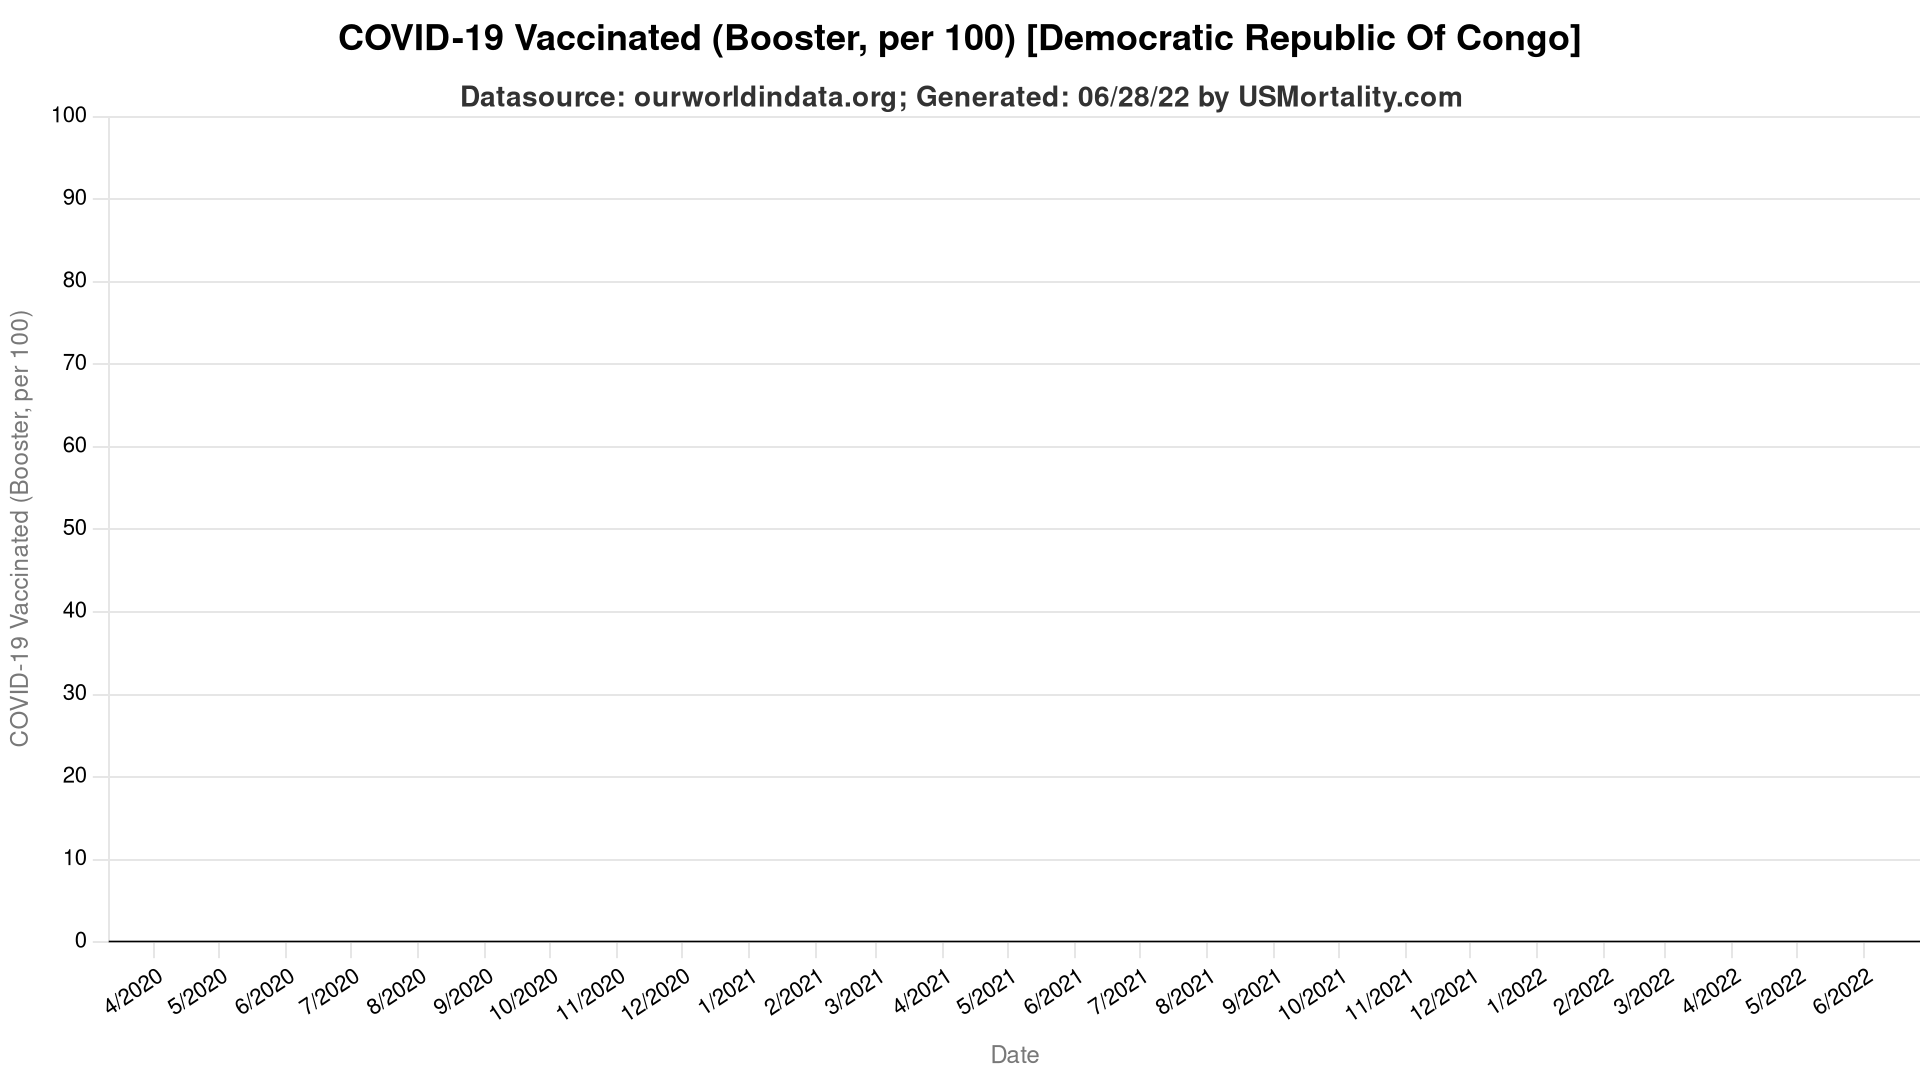 COVID-19 Vaccinated (Booster, per 100) [Democratic Republic Of Congo]
Datasource: ourworldindata.org; Generated: 06/28/22 by USMortality.com
COVID-19 Vaccinated (Booster, per 100)
100
90
80
70
60
50
40
30
20
10
0
4/2020 5/2020 6/2020 7/2020 8/2020 9/2020 10/2020 11/2020 12/2020 1/2021 2/2021 3/2021 4/2021 5/2021 6/2021 7/2021 8/2021 9/2021 10/2021 11/2021 12/2021 1/2022 2/2022 3/2022 4/2022 5/2022 6/2022
Date